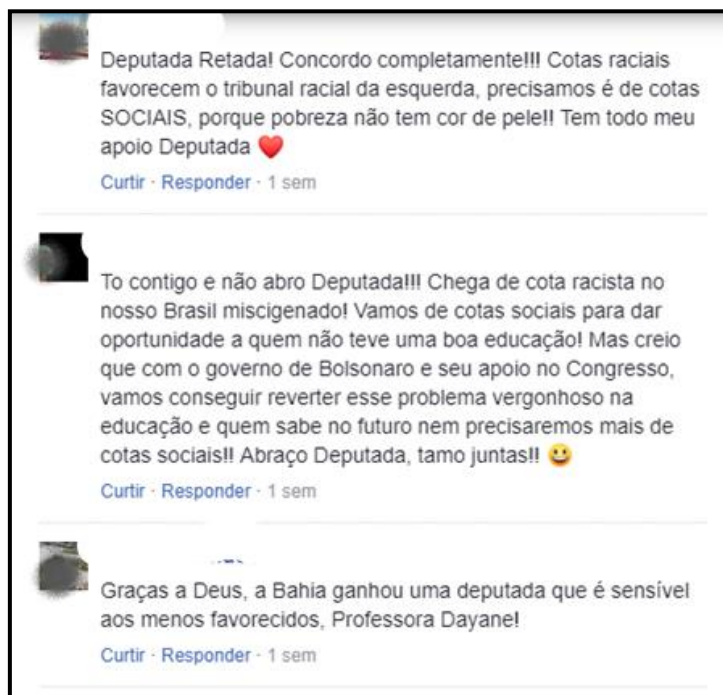 Deputada Retada! Concordo completamente!!! Cotas raciais
favorecem o tribunal racial da esquerda, precisamos é de cotas
SOCIAIS, porque pobreza não tem cor de pele!! Tem todo meu
apoio Deputada ❤️
Curtir · Responder · 1 sem
To contigo e não abro Deputada!!! Chega de cota racista no
nosso Brasil miscigenado! Vamos de cotas sociais para dar
oportunidade a quem não teve uma boa educação! Mas creio
que com o governo de Bolsonaro e seu apoio no Congresso,
vamos conseguir reverter esse problema vergonhoso na
educação e quem sabe no futuro nem precisaremos mais de
cotas sociais!! Abraço Deputada, tamo juntas!! 😀
Curtir · Responder · 1 sem
Graças a Deus, a Bahia ganhou uma deputada que é sensível
aos menos favorecidos, Professora Dayane!
Curtir · Responder · 1 sem